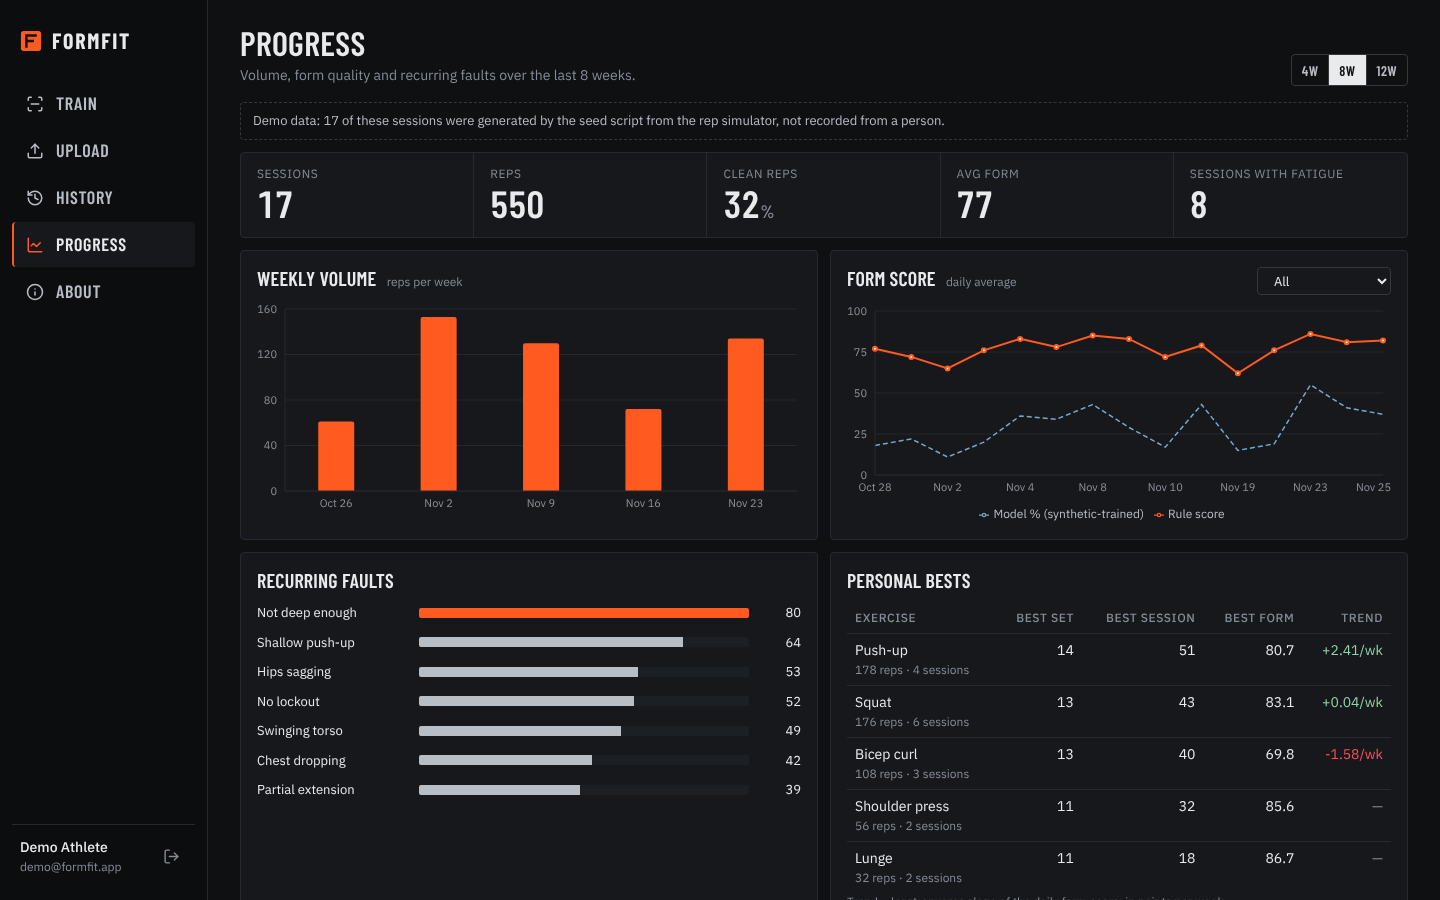 FORMFIT
TRAIN
UPLOAD
HISTORY
PROGRESS
ABOUT
Demo Athlete
demo@formfit.app
PROGRESS
Volume, form quality and recurring faults over the last 8 weeks.
4W 8W 12W
Demo data: 17 of these sessions were generated by the seed script from the rep simulator, not recorded from a person.
SESSIONS
17
REPS
550
CLEAN REPS
32%
AVG FORM
77
SESSIONS WITH FATIGUE
8
WEEKLY VOLUME reps per week
160
120
80
40
0
Oct 26 Nov 2 Nov 9 Nov 16 Nov 23
FORM SCORE daily average
All
100
75
50
25
0
Oct 28 Nov 2 Nov 4 Nov 8 Nov 10 Nov 19 Nov 23 Nov 25
Model % (synthetic-trained) Rule score
RECURRING FAULTS
Not deep enough 80
Shallow push-up 64
Hips sagging 53
No lockout 52
Swinging torso 49
Chest dropping 42
Partial extension 39
PERSONAL BESTS
EXERCISE BEST SET BEST SESSION BEST FORM TREND
Push-up 14 51 80.7 +2.41/wk
178 reps · 4 sessions
Squat 13 43 83.1 +0.04/wk
176 reps · 6 sessions
Bicep curl 13 40 69.8 -1.58/wk
108 reps · 3 sessions
Shoulder press 11 32 85.6 —
56 reps · 2 sessions
Lunge 11 18 86.7 —
32 reps · 2 sessions